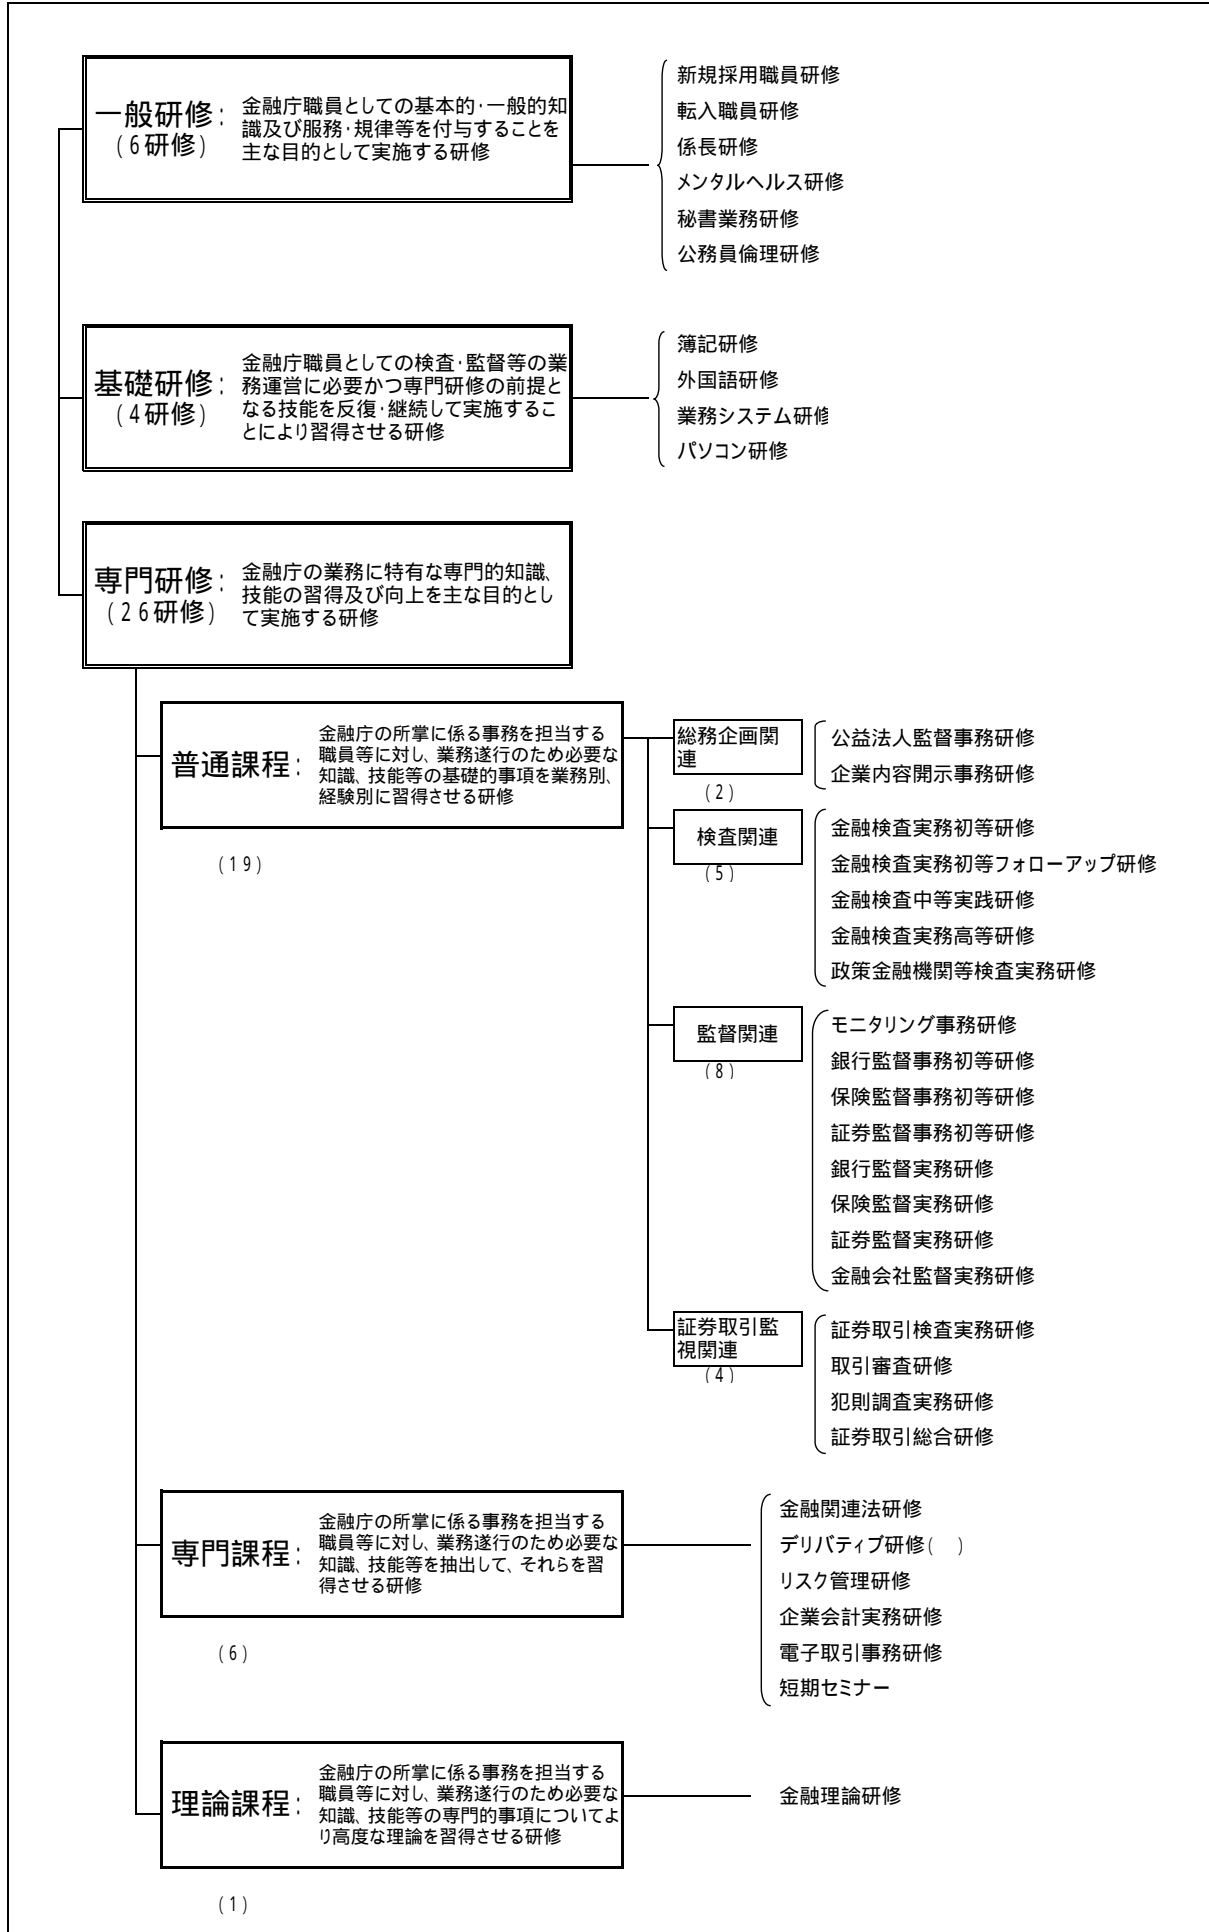 一般研修:
(6研修)
金融庁職員としての基本的・一般的知
識及び服務・規律等を付与することを
主な目的として実施する研修
新規採用職員研修
転入職員研修
係長研修
メンタルヘルス研修
秘書業務研修
公務員倫理研修
基礎研修:
(4研修)
金融庁職員としての検査・監督等の業
務運営に必要かつ専門研修の前提と
なる技能を反復・継続して実施するこ
とにより習得させる研修
簿記研修
外国語研修
業務システム研修
パソコン研修
専門研修:
(26研修)
金融庁の業務に特有な専門的知識、
技能の習得及び向上を主な目的とし
て実施する研修
普通課程:
金融庁の所掌に係る事務を担当する
職員等に対し、業務遂行のため必要な
知識、技能等の基礎的事項を業務別、
経験別に習得させる研修
(19)
総務企画関
連
(2)
公益法人監督事務研修
企業内容開示事務研修
検査関連
(5)
金融検査実務初等研修
金融検査実務初等フォローアップ研修
金融検査中等実践研修
金融検査実務高等研修
政策金融機関等検査実務研修
監督関連
(8)
モニタリング事務研修
銀行監督事務初等研修
保険監督事務初等研修
証券監督事務初等研修
銀行監督実務研修
保険監督実務研修
証券監督実務研修
金融会社監督実務研修
証券取引監
視関連
(4)
証券取引検査実務研修
取引審査研修
犯則調査実務研修
証券取引総合研修
専門課程:
金融庁の所掌に係る事務を担当する
職員等に対し、業務遂行のため必要な
知識、技能等を抽出して、それらを習
得させる研修
(6)
金融関連法研修
デリバティブ研修( )
リスク管理研修
企業会計実務研修
電子取引事務研修
短期セミナー
理論課程:
金融庁の所掌に係る事務を担当する
職員等に対し、業務遂行のため必要な
知識、技能等の専門的事項についてよ
り高度な理論を習得させる研修
(1)
金融理論研修